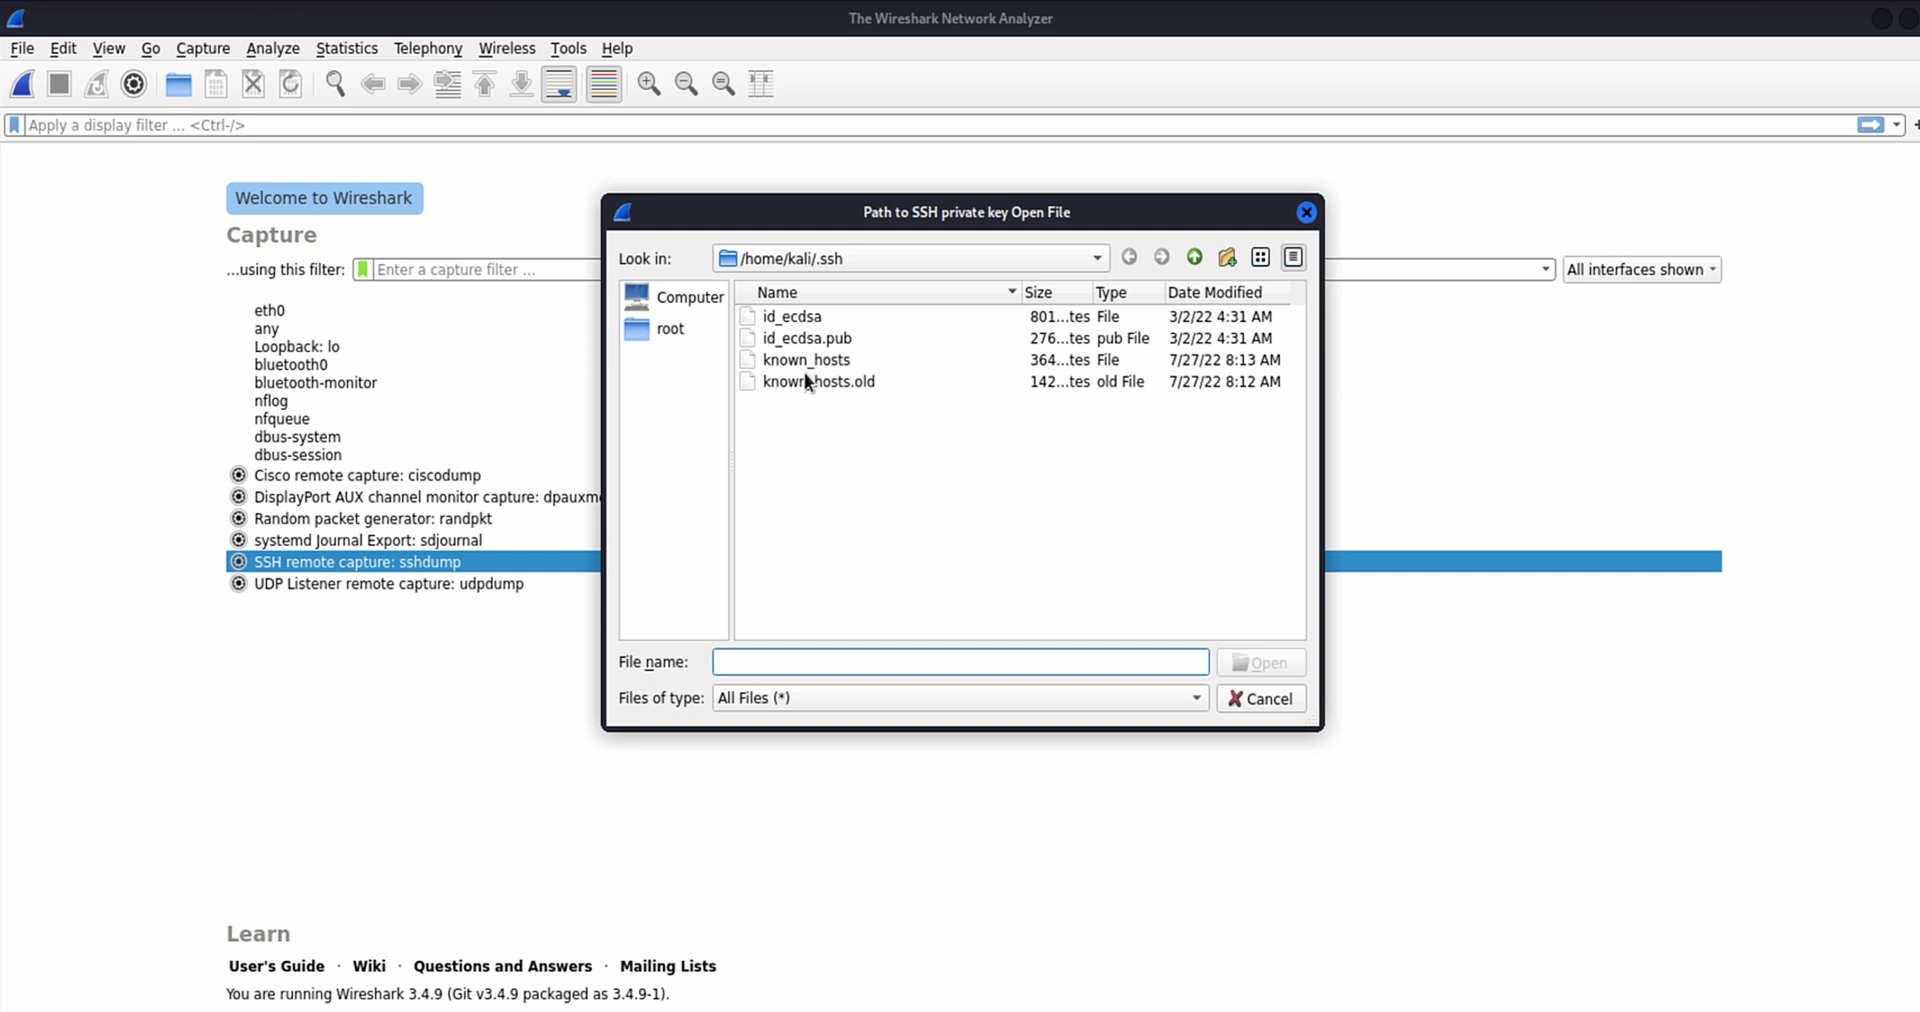 The Wireshark Network Analyzer
File Edit View Go Capture Analyze Statistics Telephony Wireless Tools Help
Apply a display filter ... <Ctrl-/>
Welcome to Wireshark
Capture
...using this filter: Enter a capture filter ... All interfaces shown
eth0
any
Loopback: lo
bluetooth0
bluetooth-monitor
nflog
nfqueue
dbus-system
dbus-session
Cisco remote capture: ciscodump
DisplayPort AUX channel monitor capture: dpauxm
Random packet generator: randpkt
systemd Journal Export: sdjournal
SSH remote capture: sshdump
UDP Listener remote capture: udpdump
Path to SSH private key Open File
Look in: /home/kali/.ssh
Computer
root
Name Size Type Date Modified
id_ecdsa 801...tes File 3/2/22 4:31 AM
id_ecdsa.pub 276...tes pub File 3/2/22 4:31 AM
known_hosts 364...tes File 7/27/22 8:13 AM
known_hosts.old 142...tes old File 7/27/22 8:12 AM
File name: Open
Files of type: All Files (*) Cancel
Learn
User's Guide · Wiki · Questions and Answers · Mailing Lists
You are running Wireshark 3.4.9 (Git v3.4.9 packaged as 3.4.9-1).